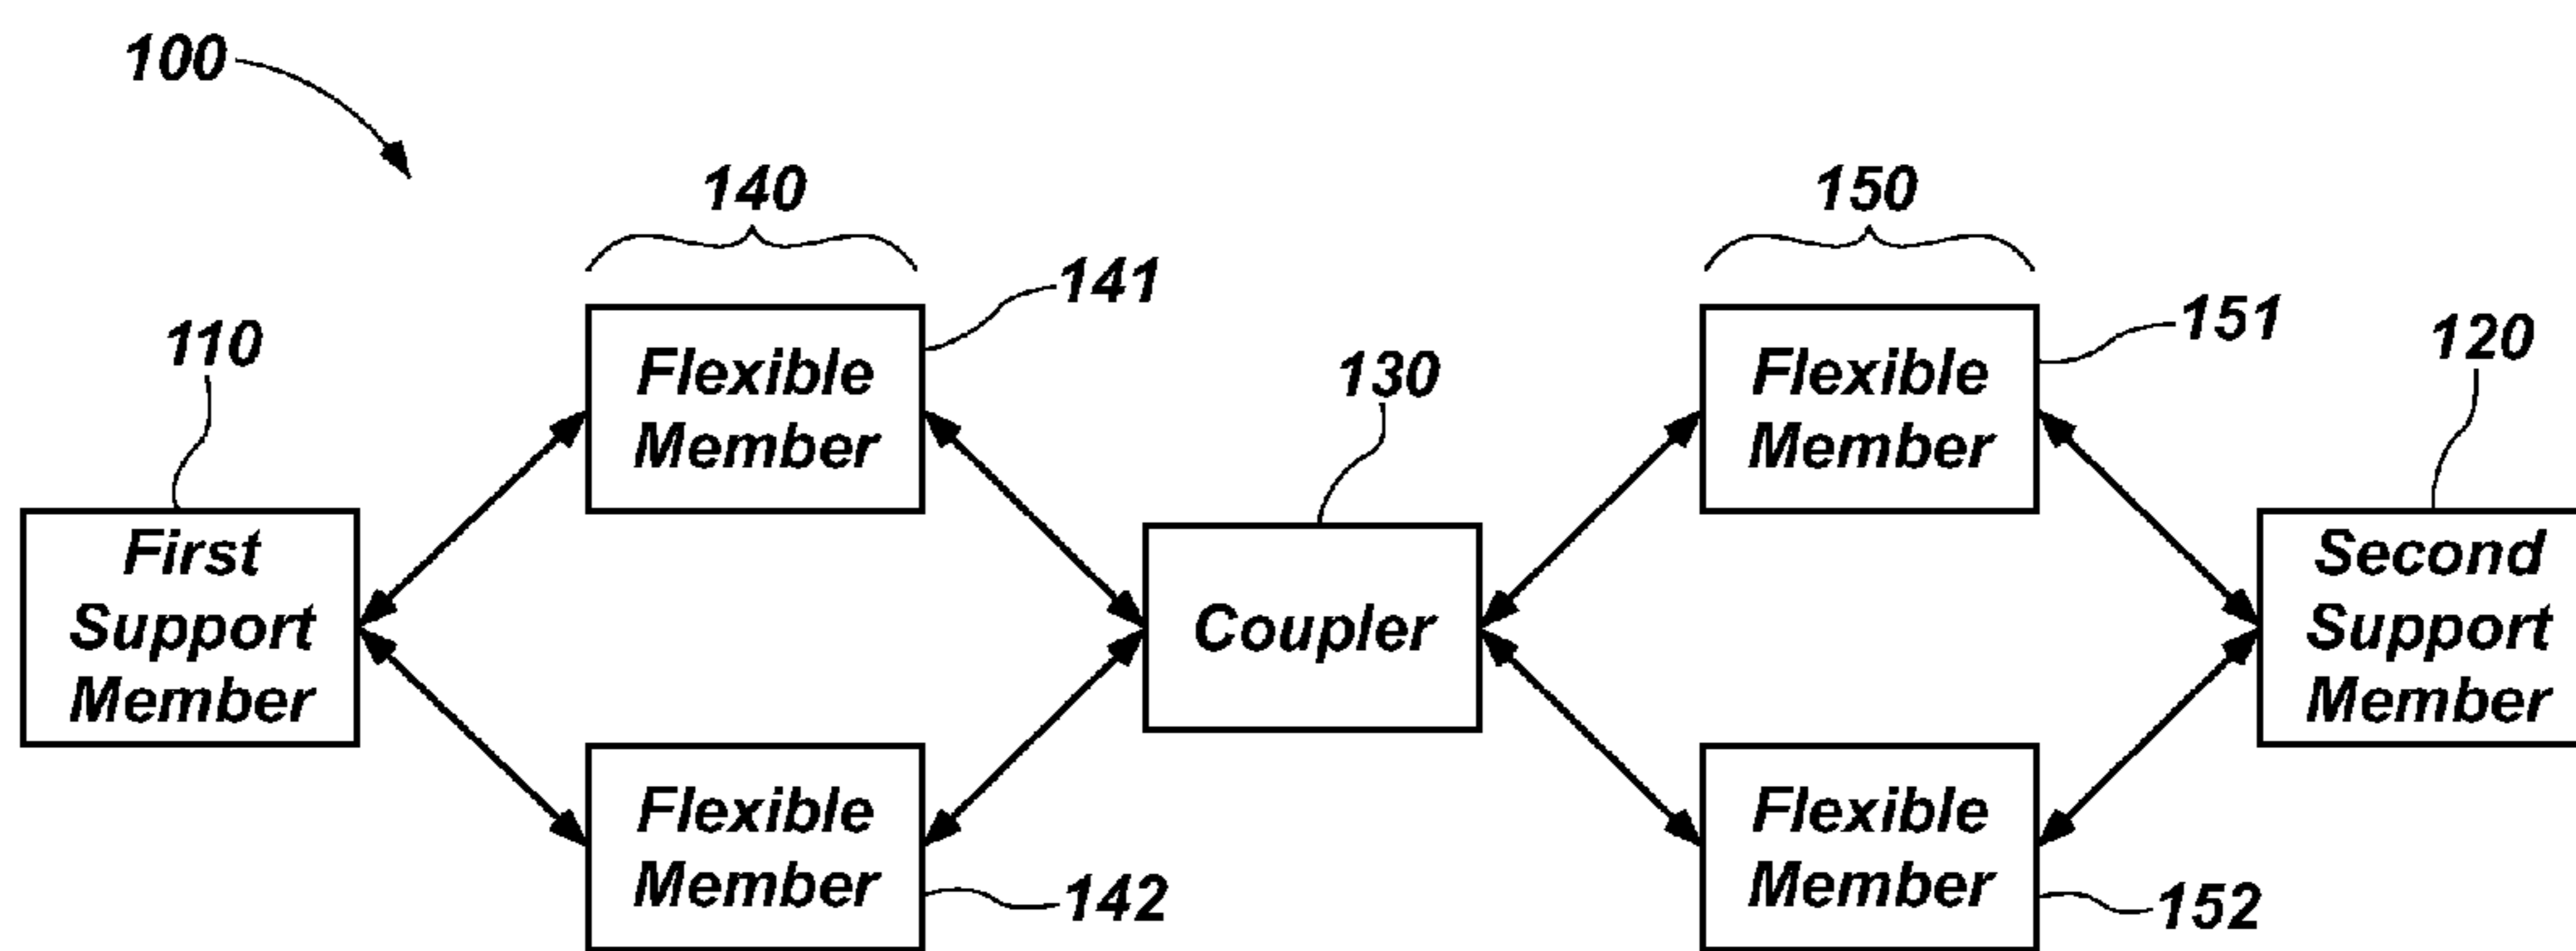 100
140
150
141
151
110
120
130
Flexible
Member
Flexible
Member
First
Support
Member
Coupler
Second
Support
Member
Flexible
Member
Flexible
Member
142
152